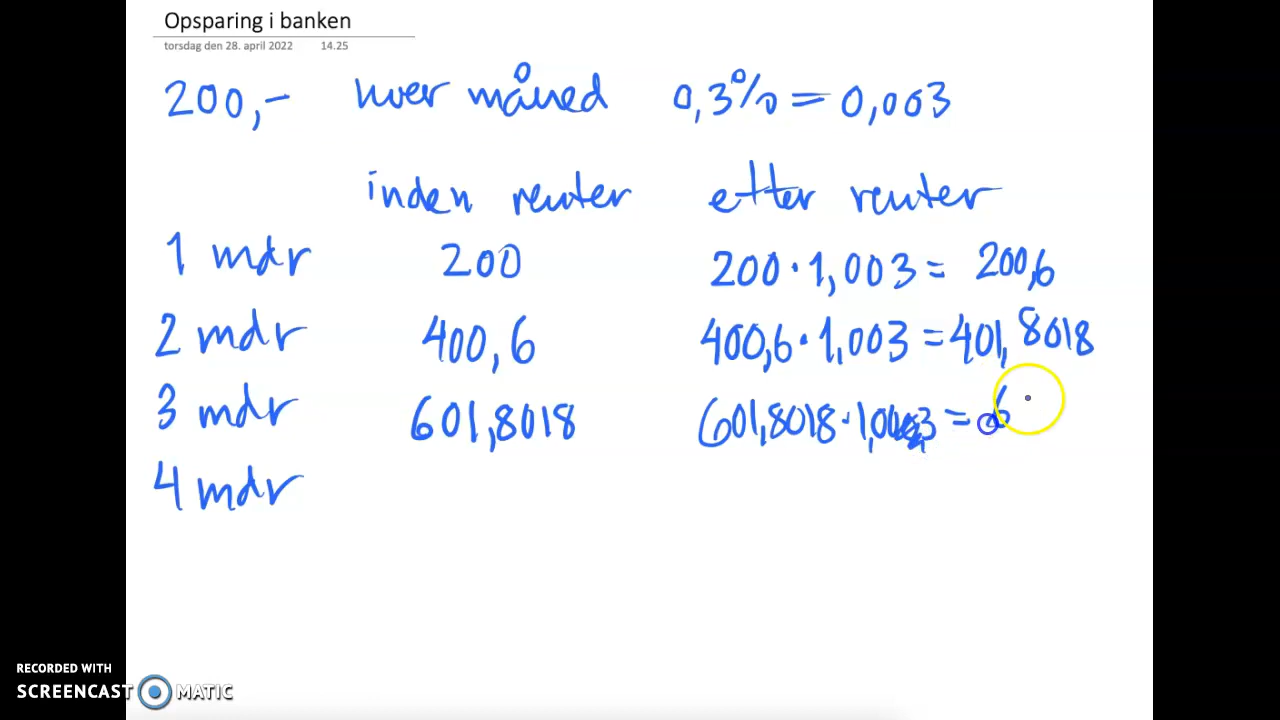 Opsparing i banken
torsdag den 28. april 2022 14.25
200,- hver måned 0,3% = 0,003
inden renter efter renter
1 mdr 200 200·1,003 = 200,6
2 mdr 400,6 400,6·1,003 = 401,8018
3 mdr 601,8018 601,8018·1,003 = 6
4 mdr
RECORDED WITH
SCREENCAST MATIC